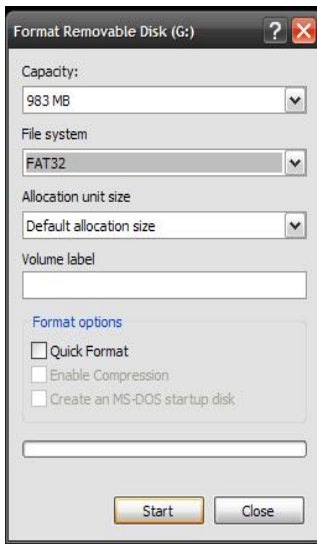 Format Removable Disk (G:)
Capacity:
983 MB
File system
FAT32
Allocation unit size
Default allocation size
Volume label
Format options
Quick Format
Enable Compression
Create an MS-DOS startup disk
Start Close